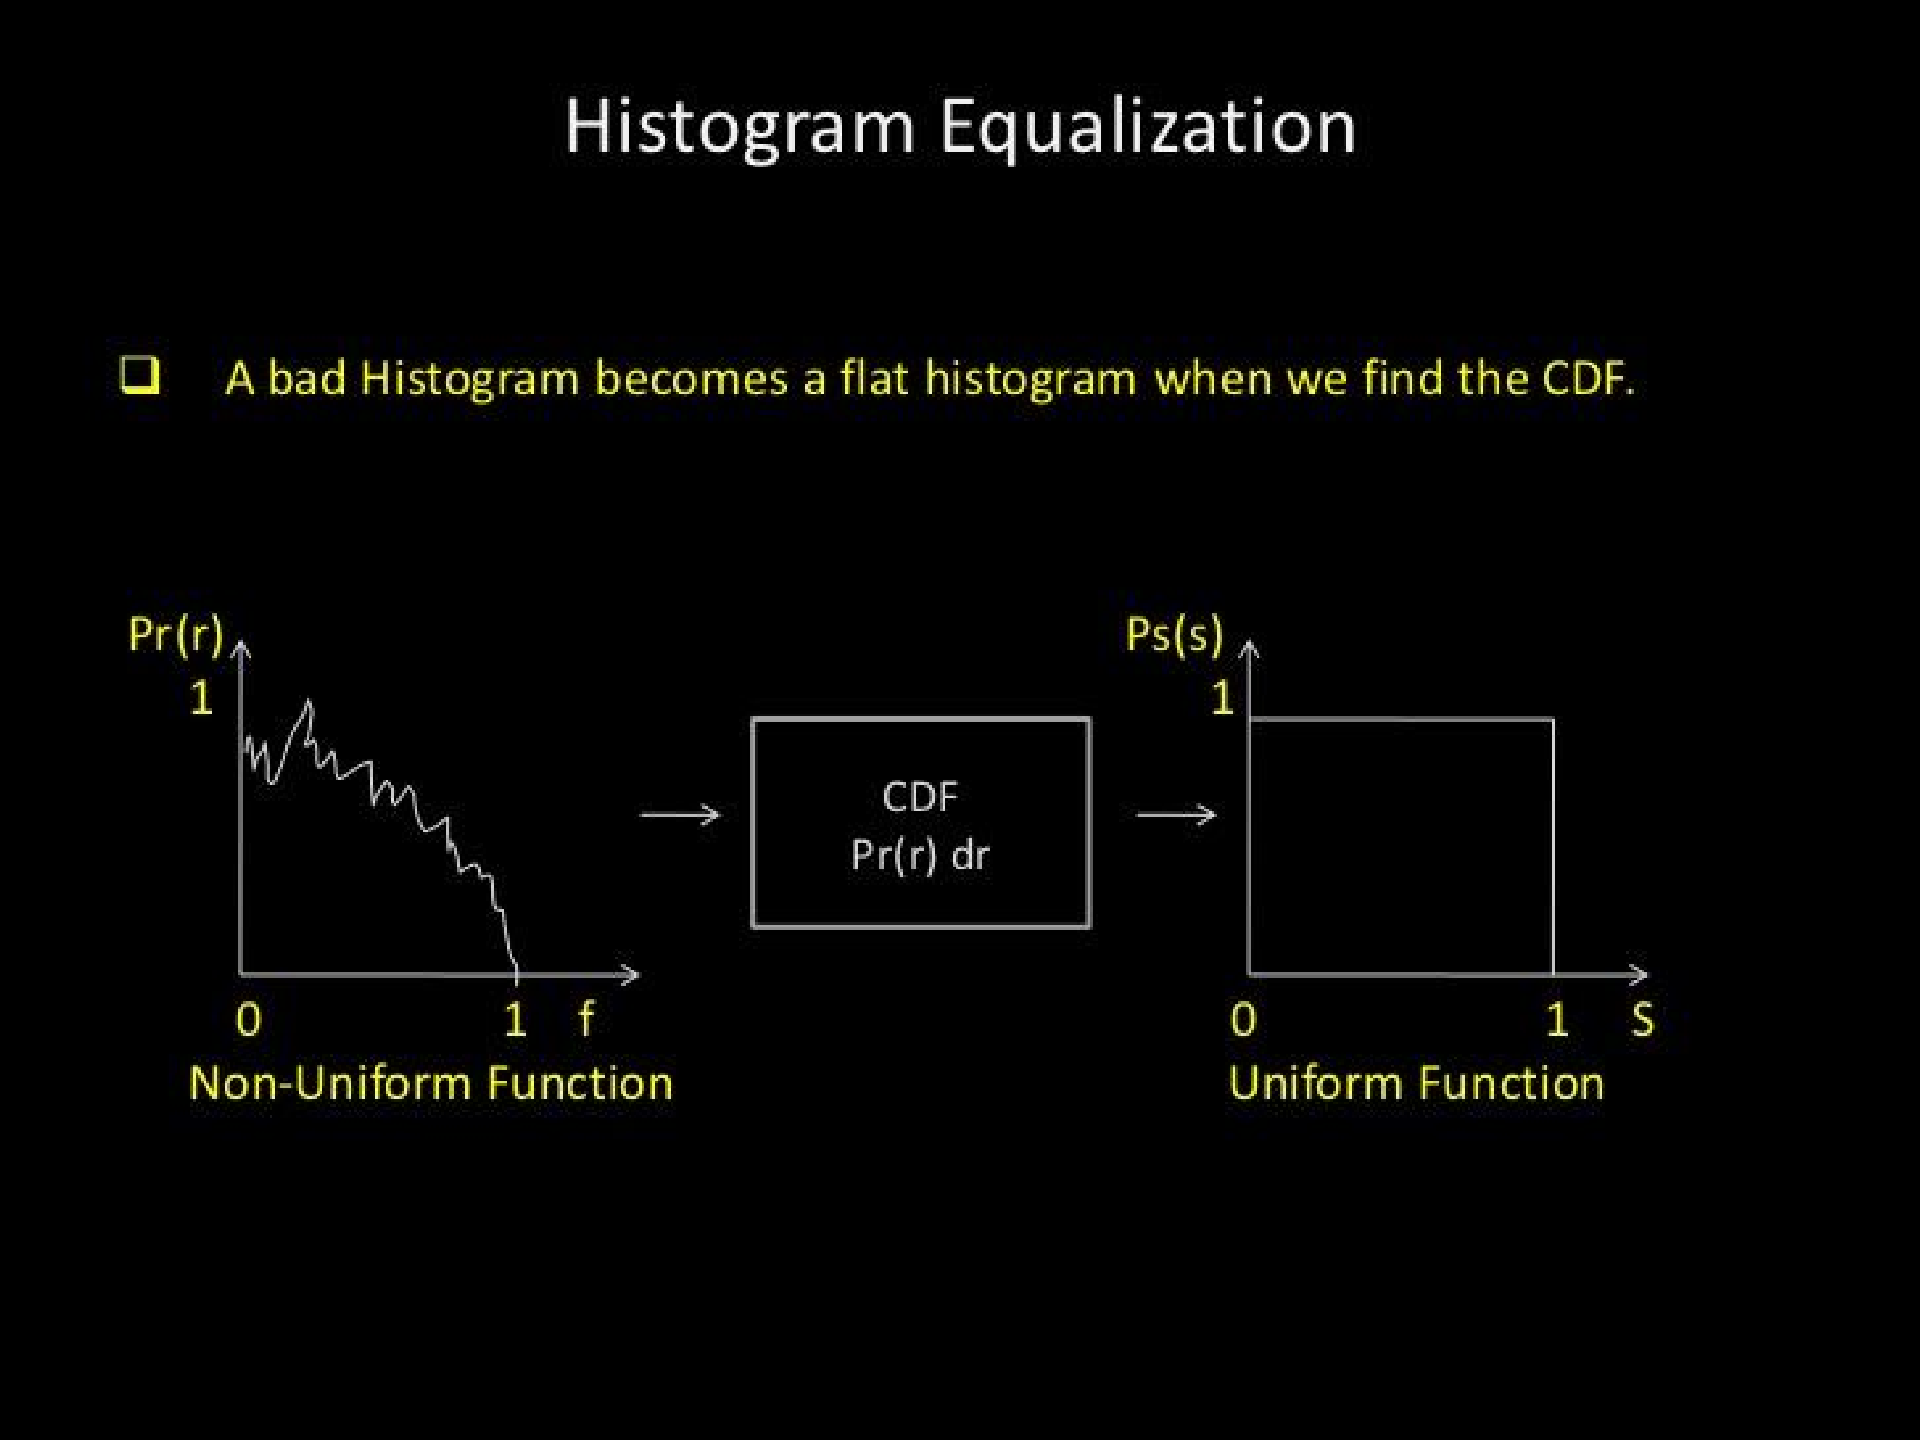 Histogram Equalization
A bad Histogram becomes a flat histogram when we find the CDF.
Pr(r)
1
0 1 f
Non-Uniform Function
CDF
Pr(r) dr
Ps(s)
1
0 1 S
Uniform Function